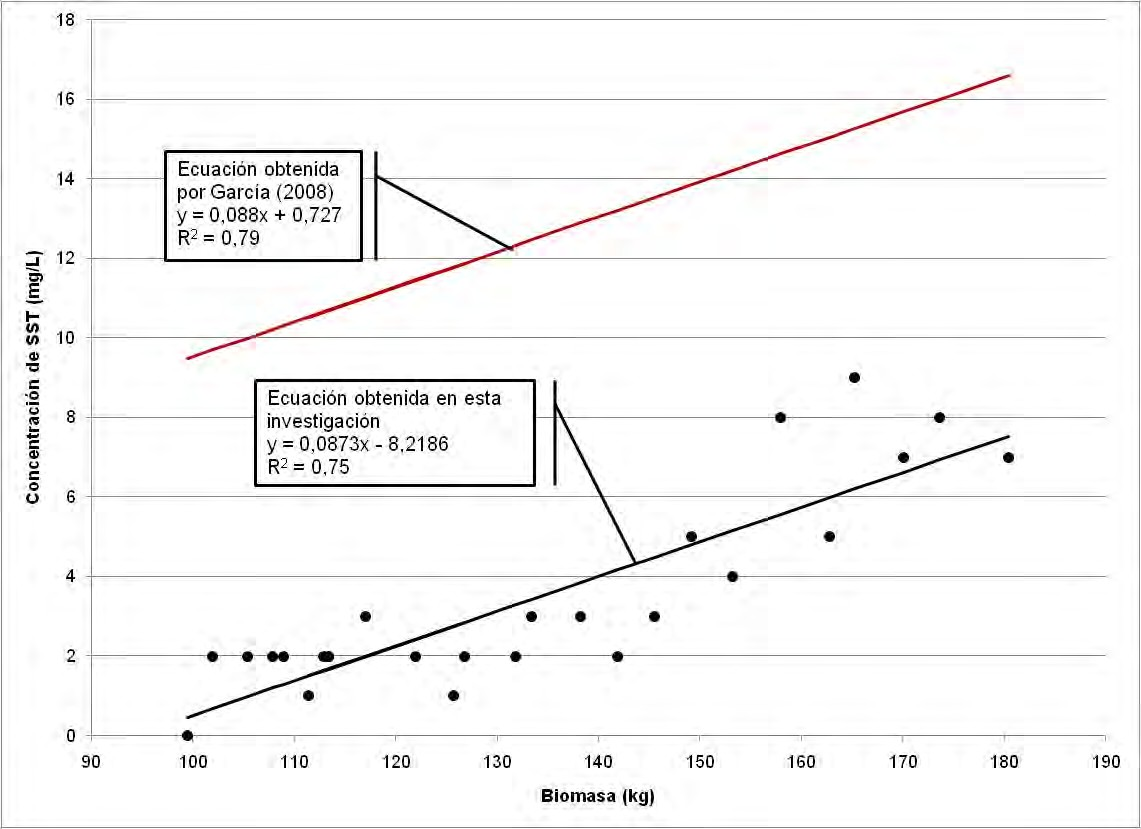 18
16
14
12
10
8
6
4
2
0
Concentración de SST (mg/L)
Ecuación obtenida
por García (2008)
y = 0,088x + 0,727
R² = 0,79
Ecuación obtenida en esta
investigación
y = 0,0873x - 8,2186
R² = 0,75
90 100 110 120 130 140 150 160 170 180 190
Biomasa (kg)